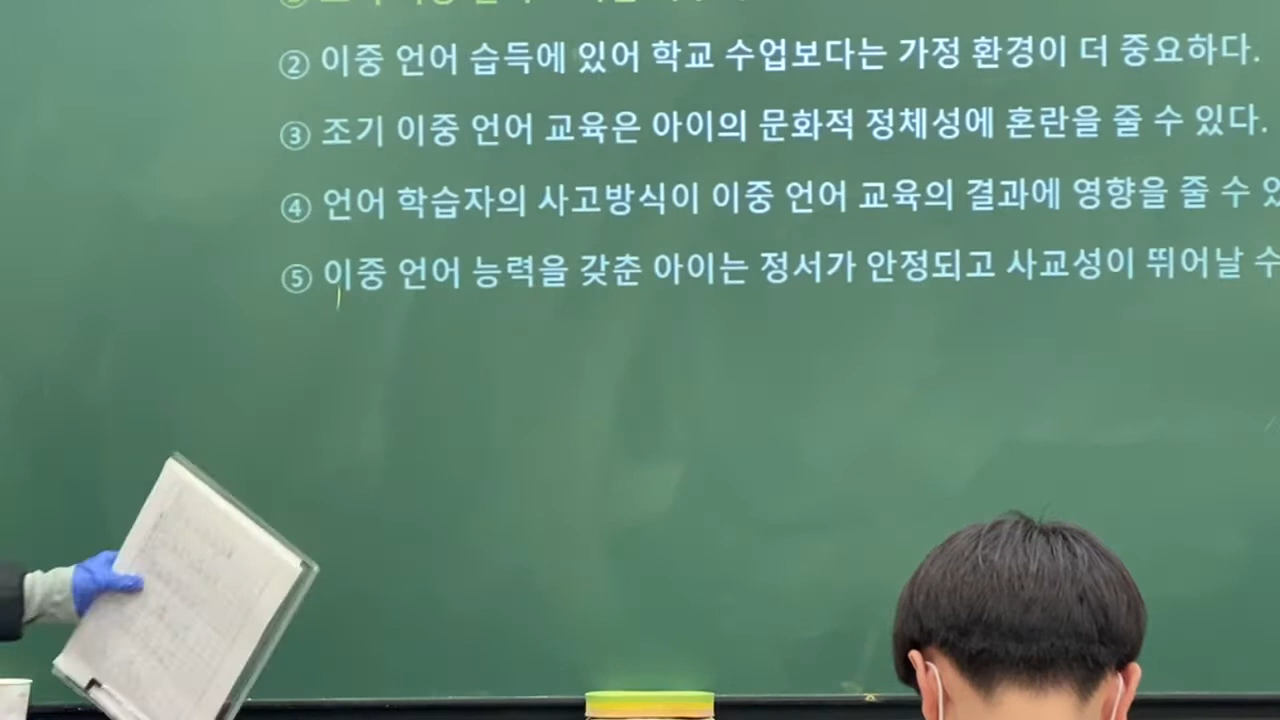 ② 이중 언어 습득에 있어 학교 수업보다는 가정 환경이 더 중요하다.
③ 조기 이중 언어 교육은 아이의 문화적 정체성에 혼란을 줄 수 있다.
④ 언어 학습자의 사고방식이 이중 언어 교육의 결과에 영향을 줄 수
⑤ 이중 언어 능력을 갖춘 아이는 정서가 안정되고 사교성이 뛰어날 수